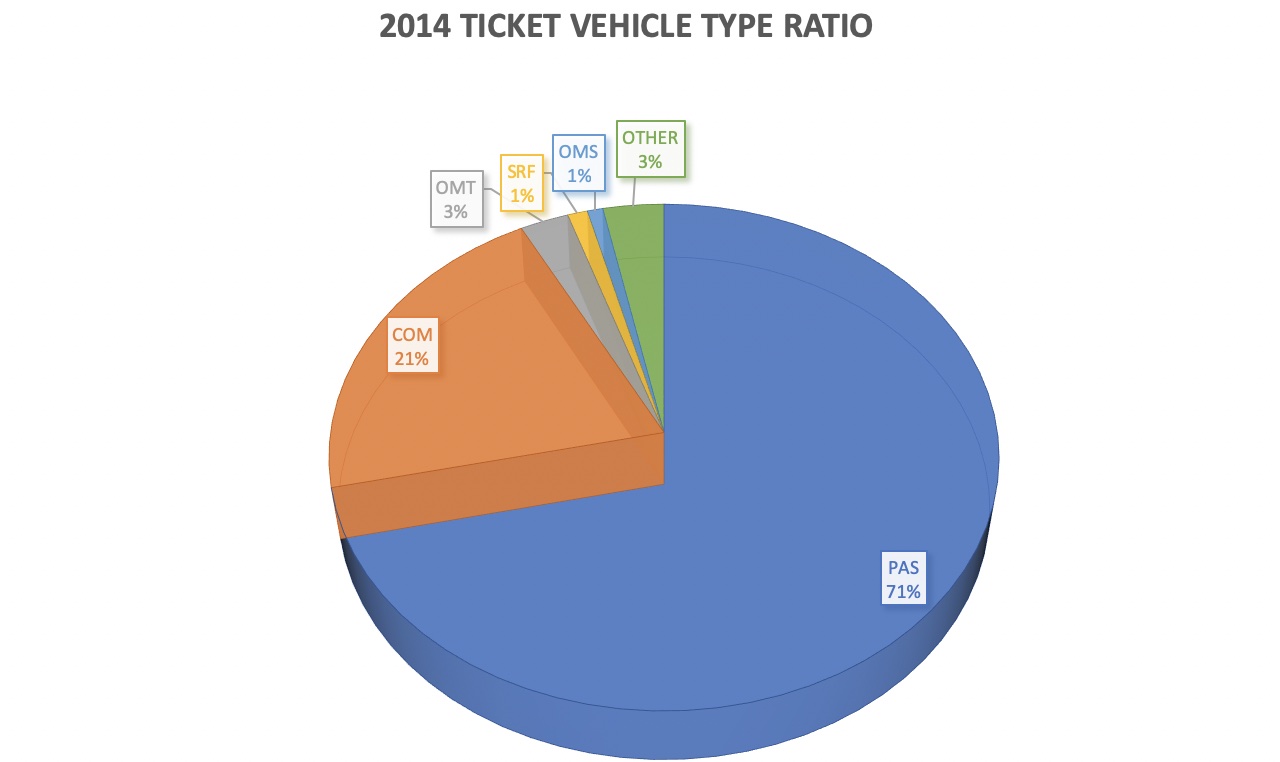 2014 TICKET VEHICLE TYPE RATIO
OTHER
3%
OMS
1%
SRF
1%
OMT
3%
COM
21%
PAS
71%